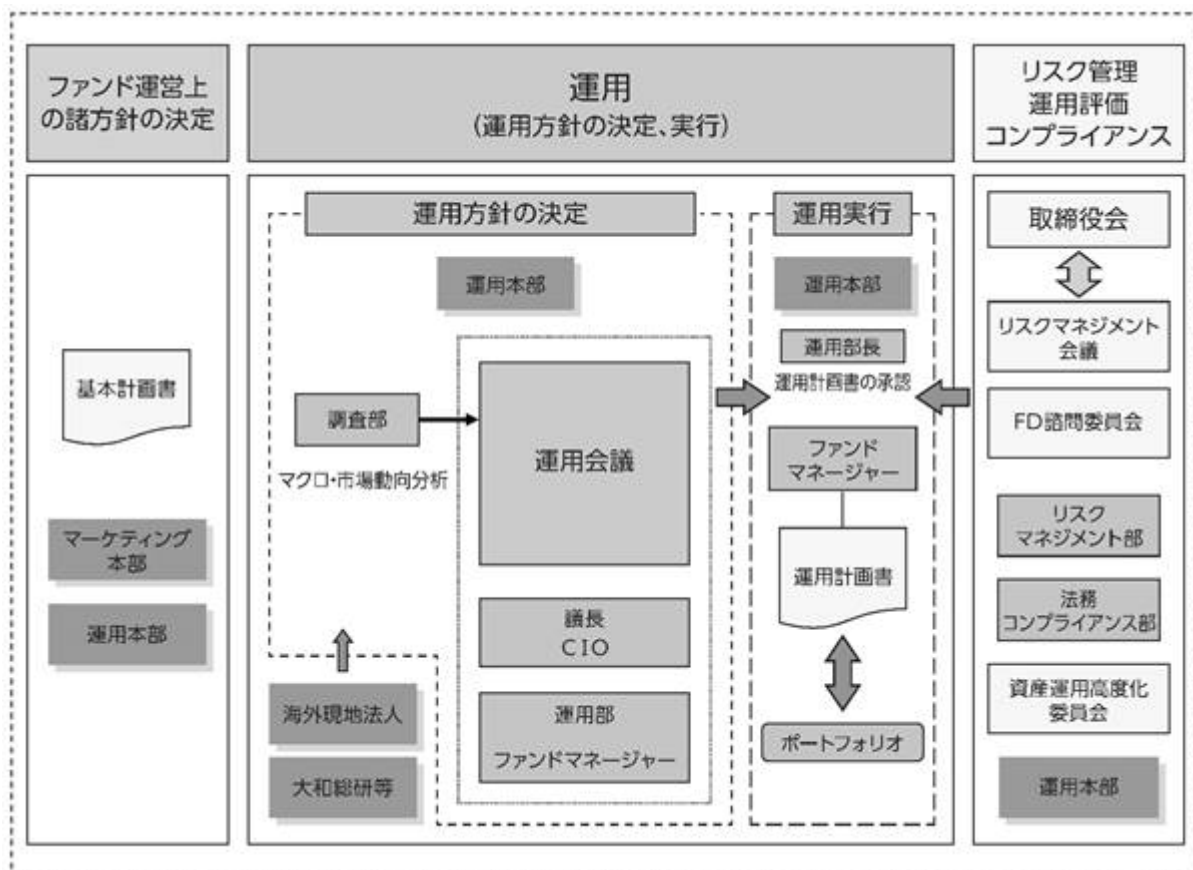 ファンド運営上
の諸方針の決定
運用
(運用方針の決定、実行)
リスク管理
運用評価
コンプライアンス
基本計画書
マーケティング
本部
運用本部
運用方針の決定
運用本部
調査部
マクロ・市場動向分析
運用会議
議長
CIO
運用部
ファンドマネージャー
海外現地法人
大和総研等
運用実行
運用本部
運用部長
運用計画書の承認
ファンド
マネージャー
運用計画書
ポートフォリオ
取締役会
リスクマネジメント
会議
FD諮問委員会
リスク
マネジメント部
法務
コンプライアンス部
資産運用高度化
委員会
運用本部